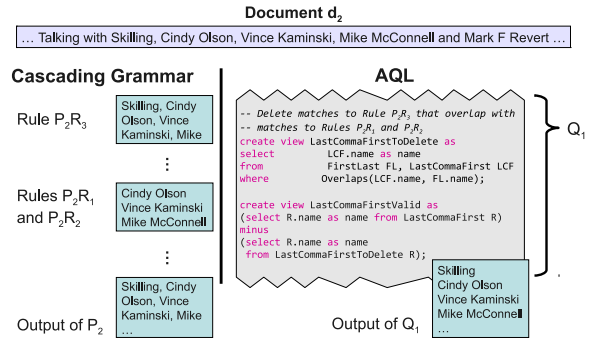 Document d2
... Talking with Skilling, Cindy Olson, Vince Kaminski, Mike McConnell and Mark F Revert ...
Cascading Grammar
Rule P2R3
Skilling, Cindy
Olson, Vince
Kaminski, Mike
...
Rules P2R1
and P2R2
Cindy Olson
Vince Kaminski
Mike McConnell
...
Output of P2
Skilling, Cindy
Olson, Vince
Kaminski, Mike
...
AQL
-- Delete matches to Rule P2R3 that overlap with
-- matches to Rules P2R1 and P2R2
create view LastCommaFirstToDelete as
select LCF.name as name
from FirstLast FL, LastCommaFirst LCF
where Overlaps(LCF.name, FL.name);
create view LastCommaFirstValid as
(select R.name as name from LastCommaFirst R)
minus
(select R.name as name
from LastCommaFirstToDelete R);
Q1
Output of Q1
Skilling
Cindy Olson
Vince Kaminski
Mike McConnell
...